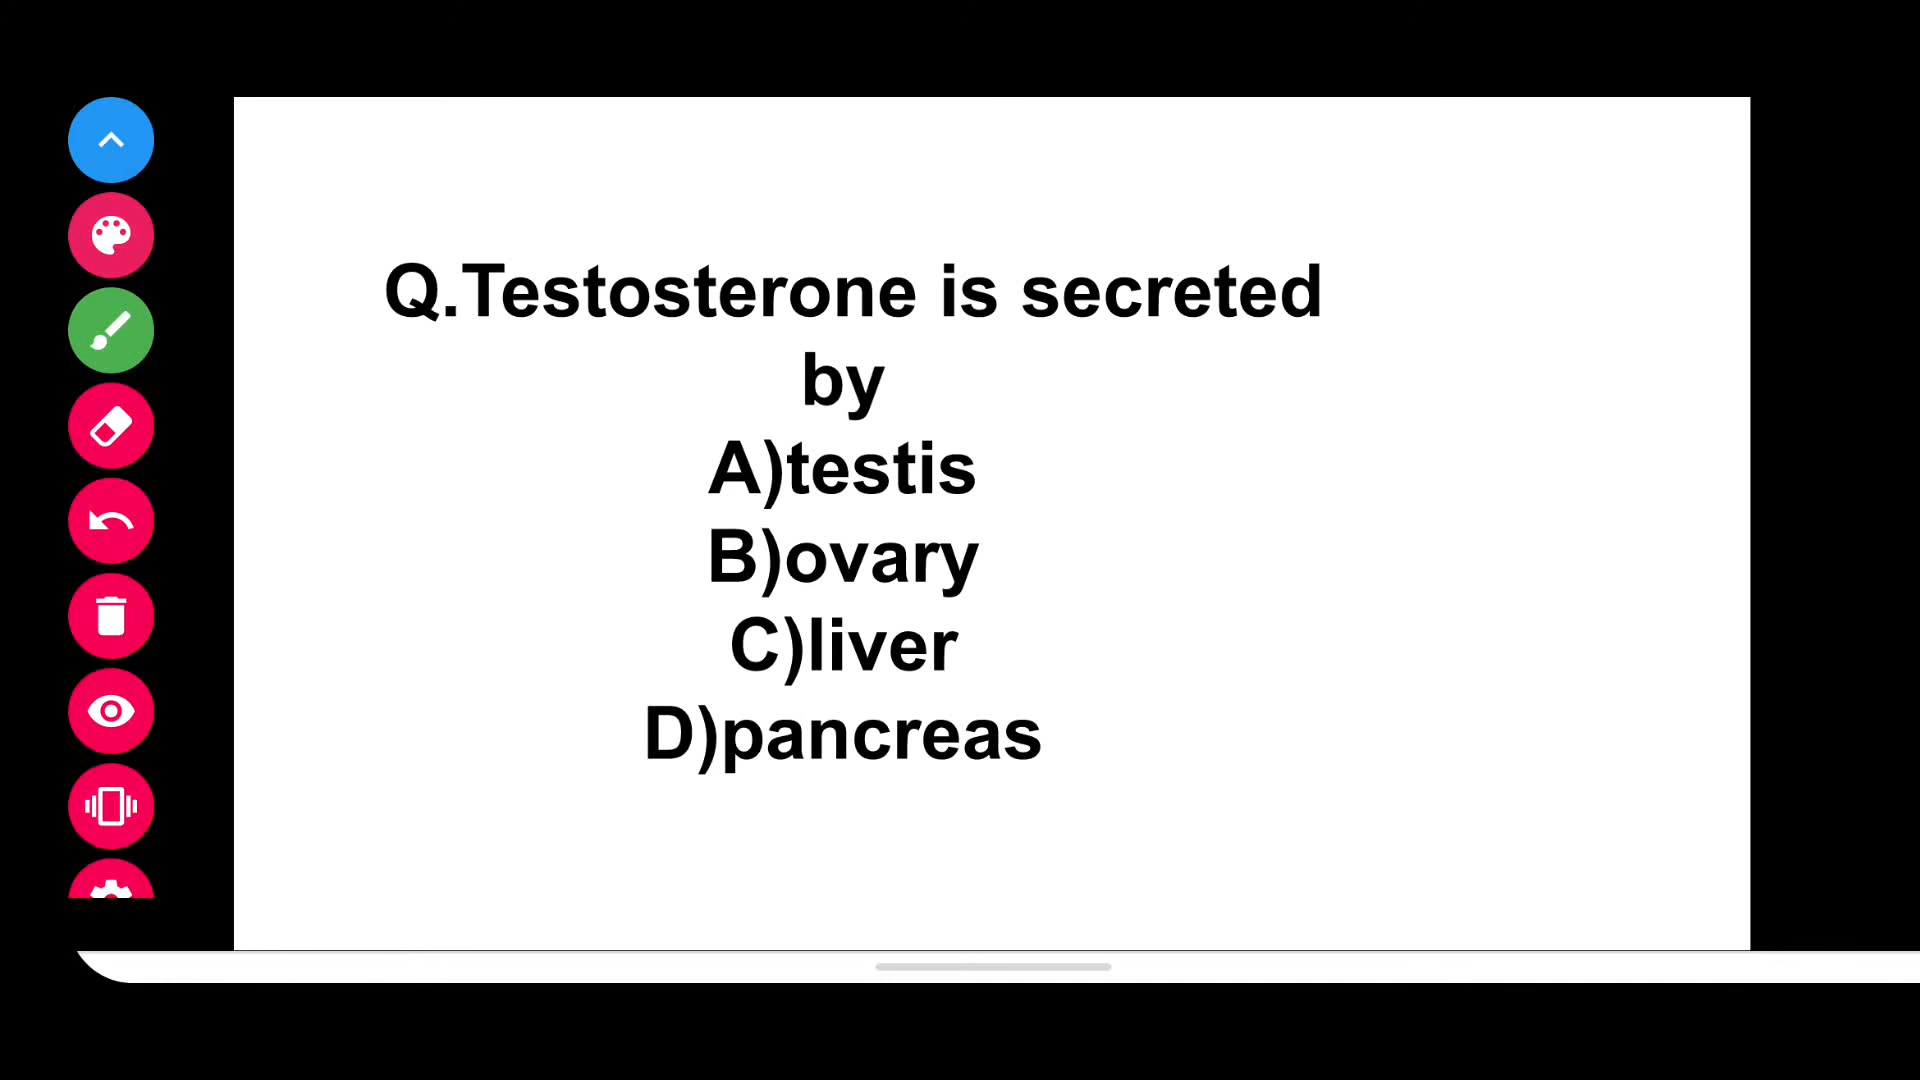 Q.Testosterone is secreted
by
A)testis
B)ovary
C)liver
D)pancreas